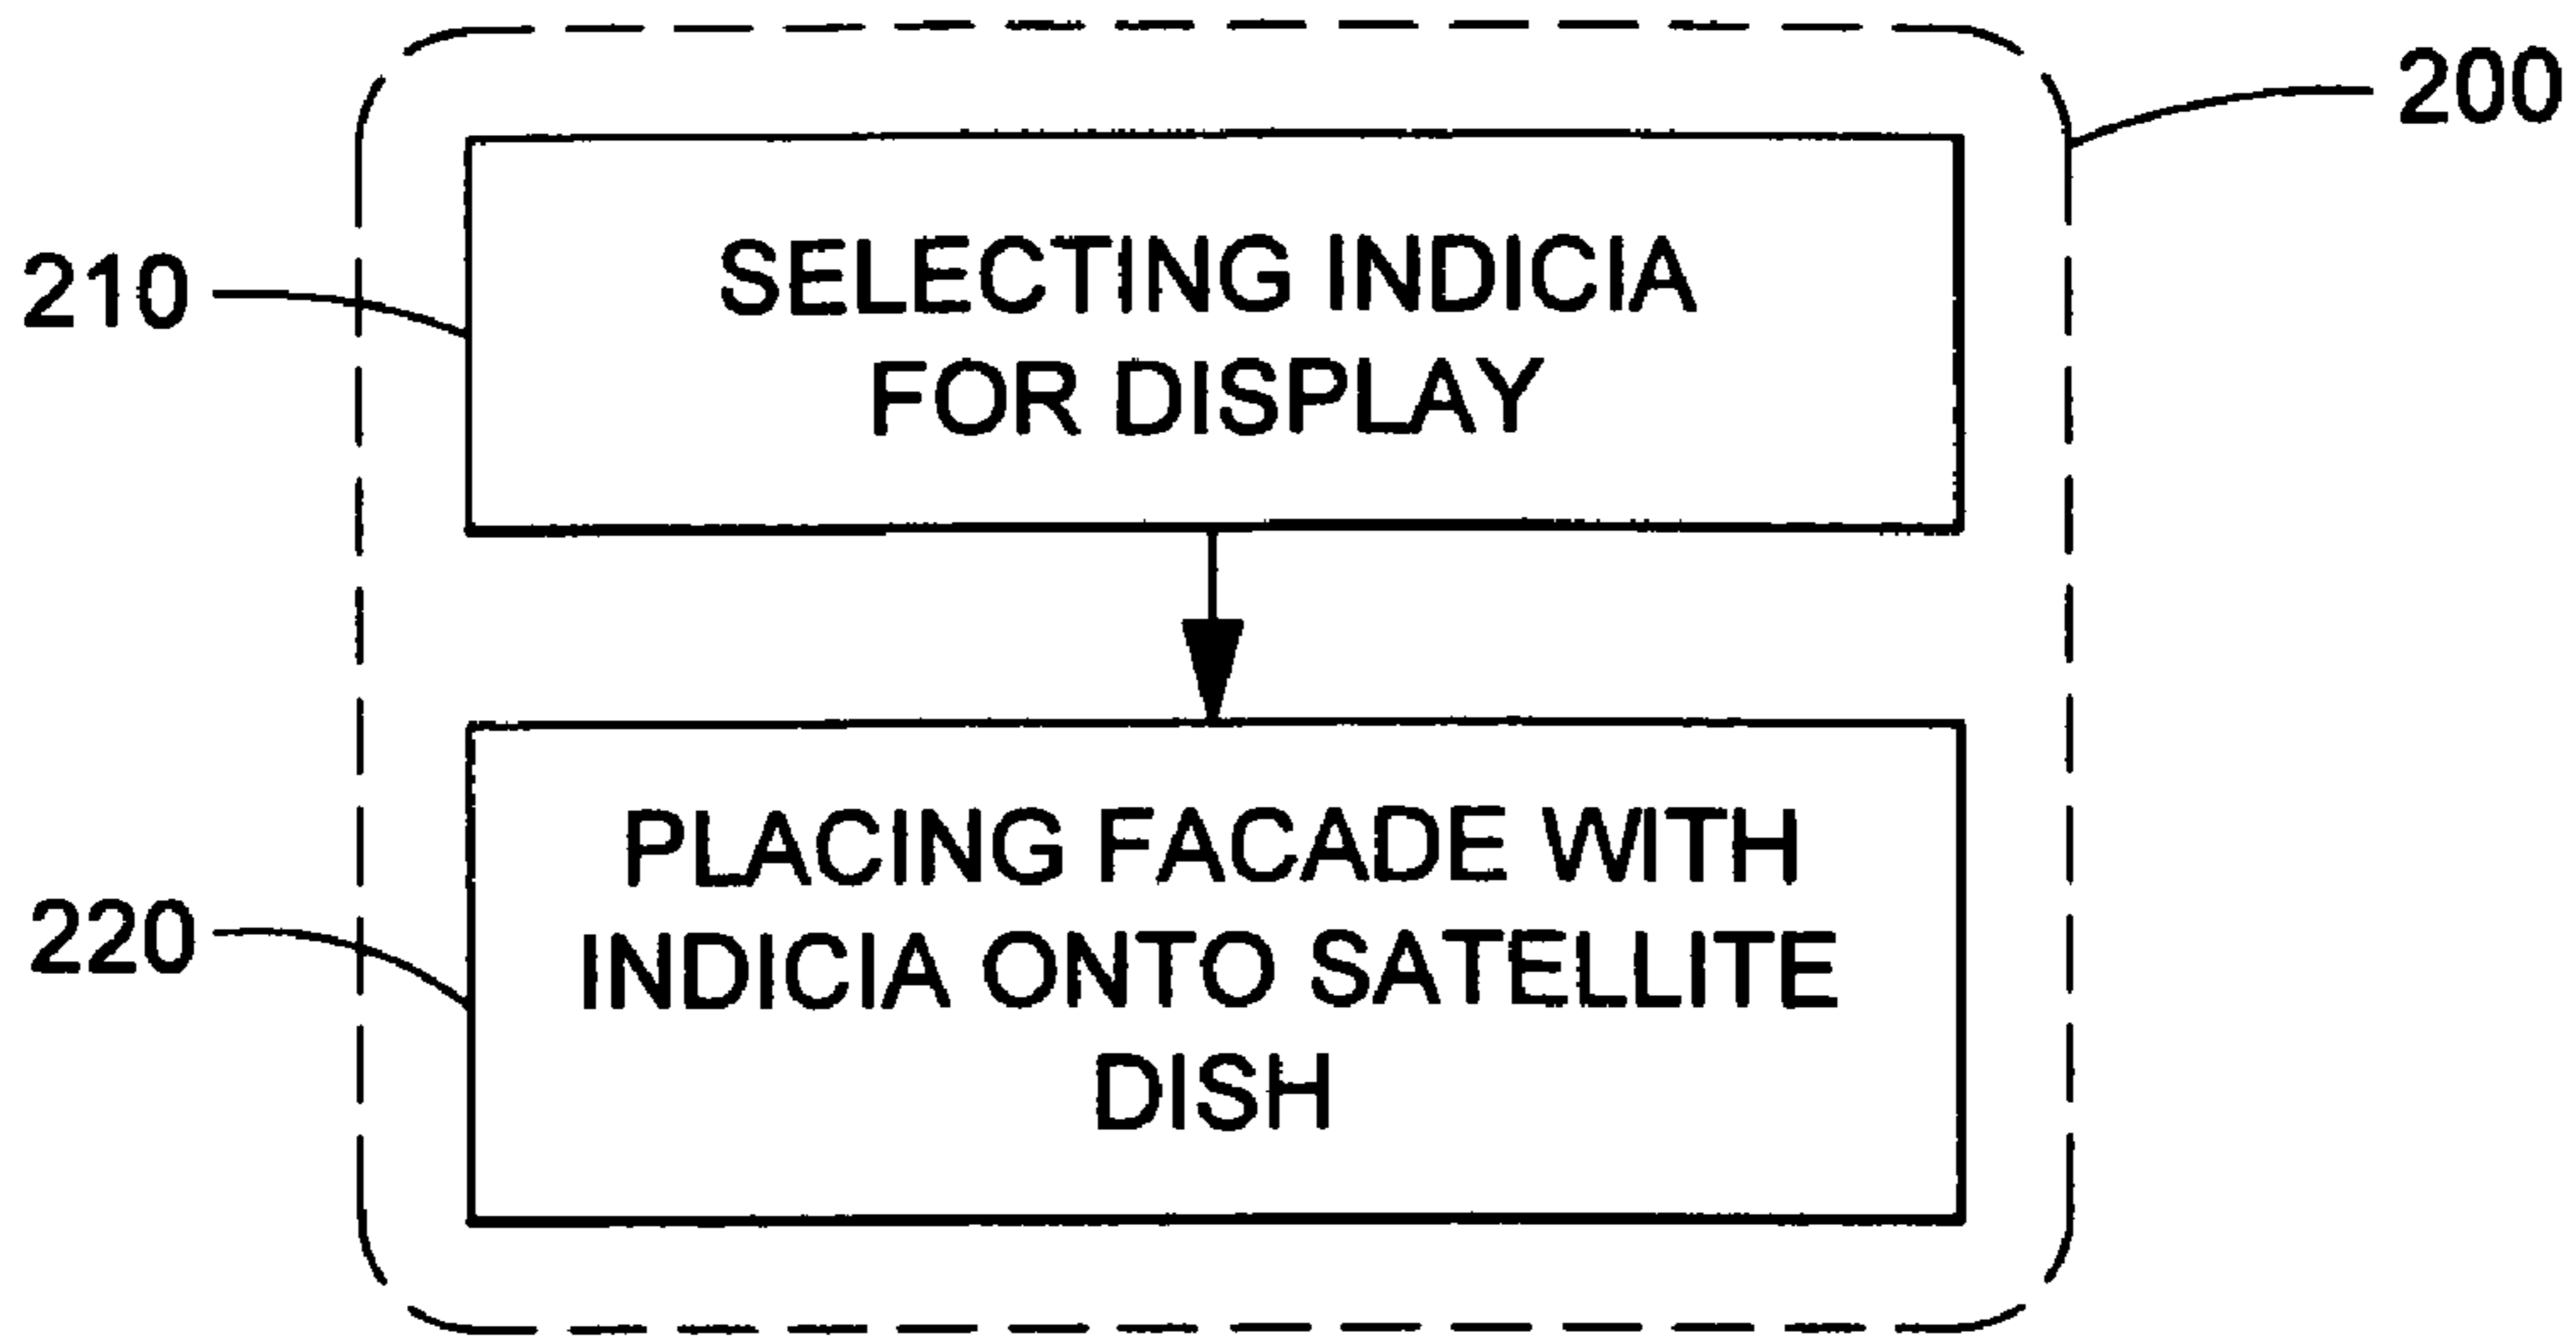 200
210
SELECTING INDICIA
FOR DISPLAY
220
PLACING FACADE WITH
INDICIA ONTO SATELLITE
DISH